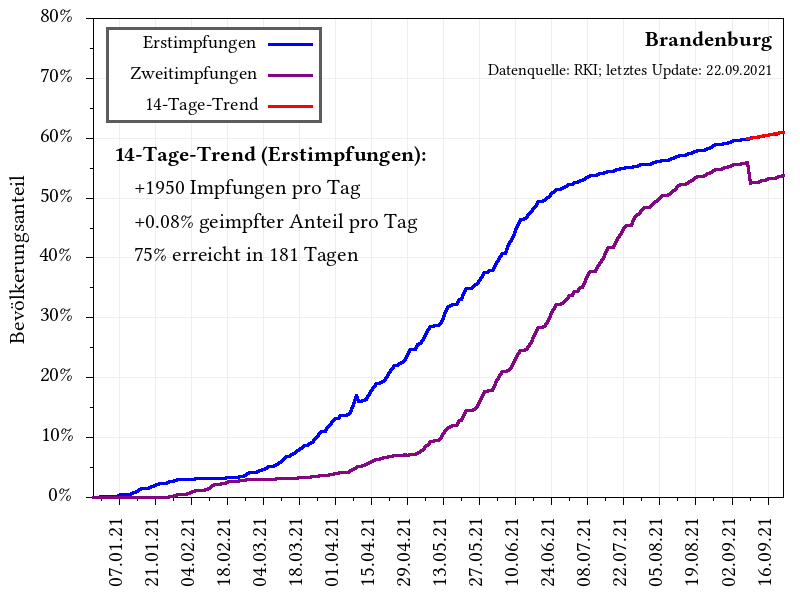 80%
70%
60%
50%
40%
30%
20%
10%
0%
Bevölkerungsanteil
Erstimpfungen
Zweitimpfungen
14-Tage-Trend
Brandenburg
Datenquelle: RKI; letztes Update: 22.09.2021
14-Tage-Trend (Erstimpfungen):
+1950 Impfungen pro Tag
+0.08% geimpfter Anteil pro Tag
75% erreicht in 181 Tagen
07.01.21
21.01.21
04.02.21
18.02.21
04.03.21
18.03.21
01.04.21
15.04.21
29.04.21
13.05.21
27.05.21
10.06.21
24.06.21
08.07.21
22.07.21
05.08.21
19.08.21
02.09.21
16.09.21